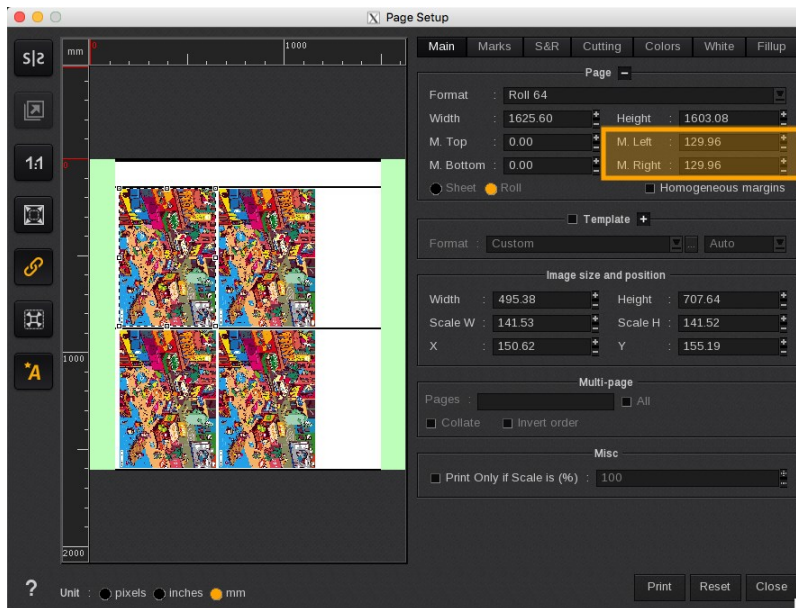 Page Setup
S|S
1:1
*A
?
mm
0
1000
0
1000
2000
Main Marks S&R Cutting Colors White Fillup
Page
Format : Roll 64
Width : 1625.60 Height : 1603.08
M. Top : 0.00 M. Left : 129.96
M. Bottom : 0.00 M. Right : 129.96
Sheet Roll Homogeneous margins
Template
Format : Custom ... Auto
Image size and position
Width : 495.38 Height : 707.64
Scale W : 141.53 Scale H : 141.52
X : 150.62 Y : 155.19
Multi-page
Pages : All
Collate Invert order
Misc
Print Only if Scale is (%) : 100
Unit : pixels inches mm
Print Reset Close